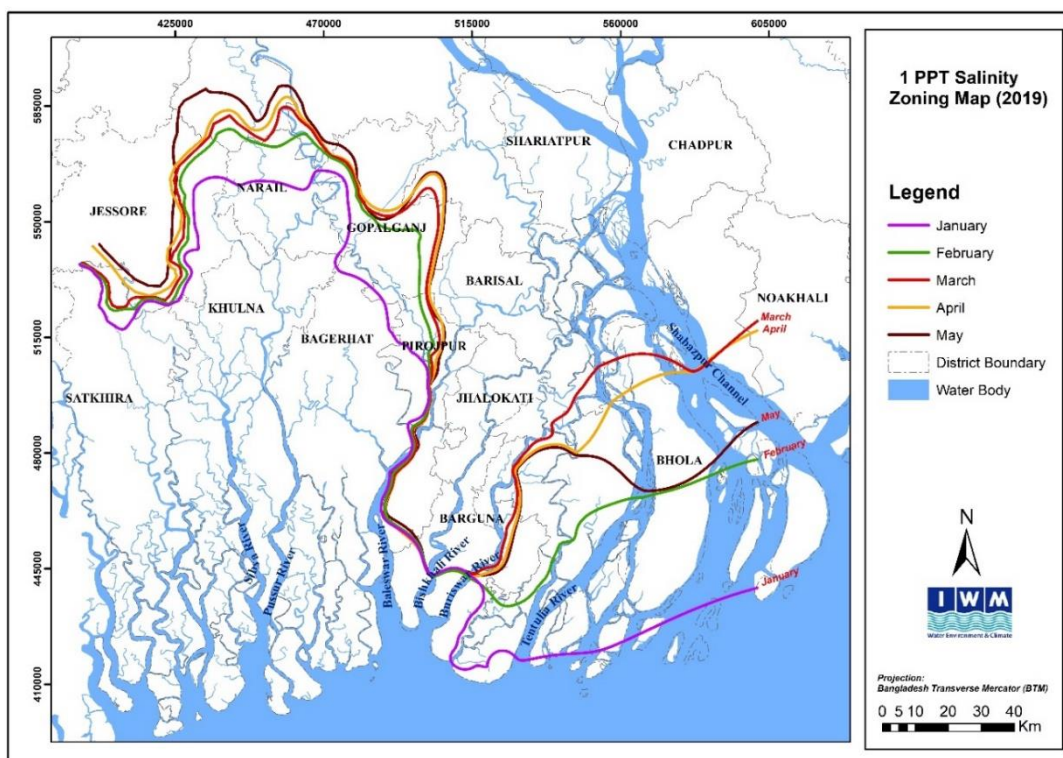 425000 470000 515000 560000 605000
585000
550000
515000
480000
445000
410000
SHARIATPUR
CHADPUR
NARAIL
JESSORE
GOPALGANJ
BARISAL
NOAKHALI
KHULNA
BAGERHAT
PIROJPUR
March
April
Shabazpur Channel
SATKHIRA
JHALOKATI
May
BHOLA
February
BARGUNA
Sibsa River
Pussur River
Baleswar River
Bishkhali River
Buriswar River
Tentulia River
January
1 PPT Salinity
Zoning Map (2019)
Legend
January
February
March
April
May
District Boundary
Water Body
N
IWM
Water Environment & Climate
Projection:
Bangladesh Transverse Mercator (BTM)
0 5 10 20 30 40
Km